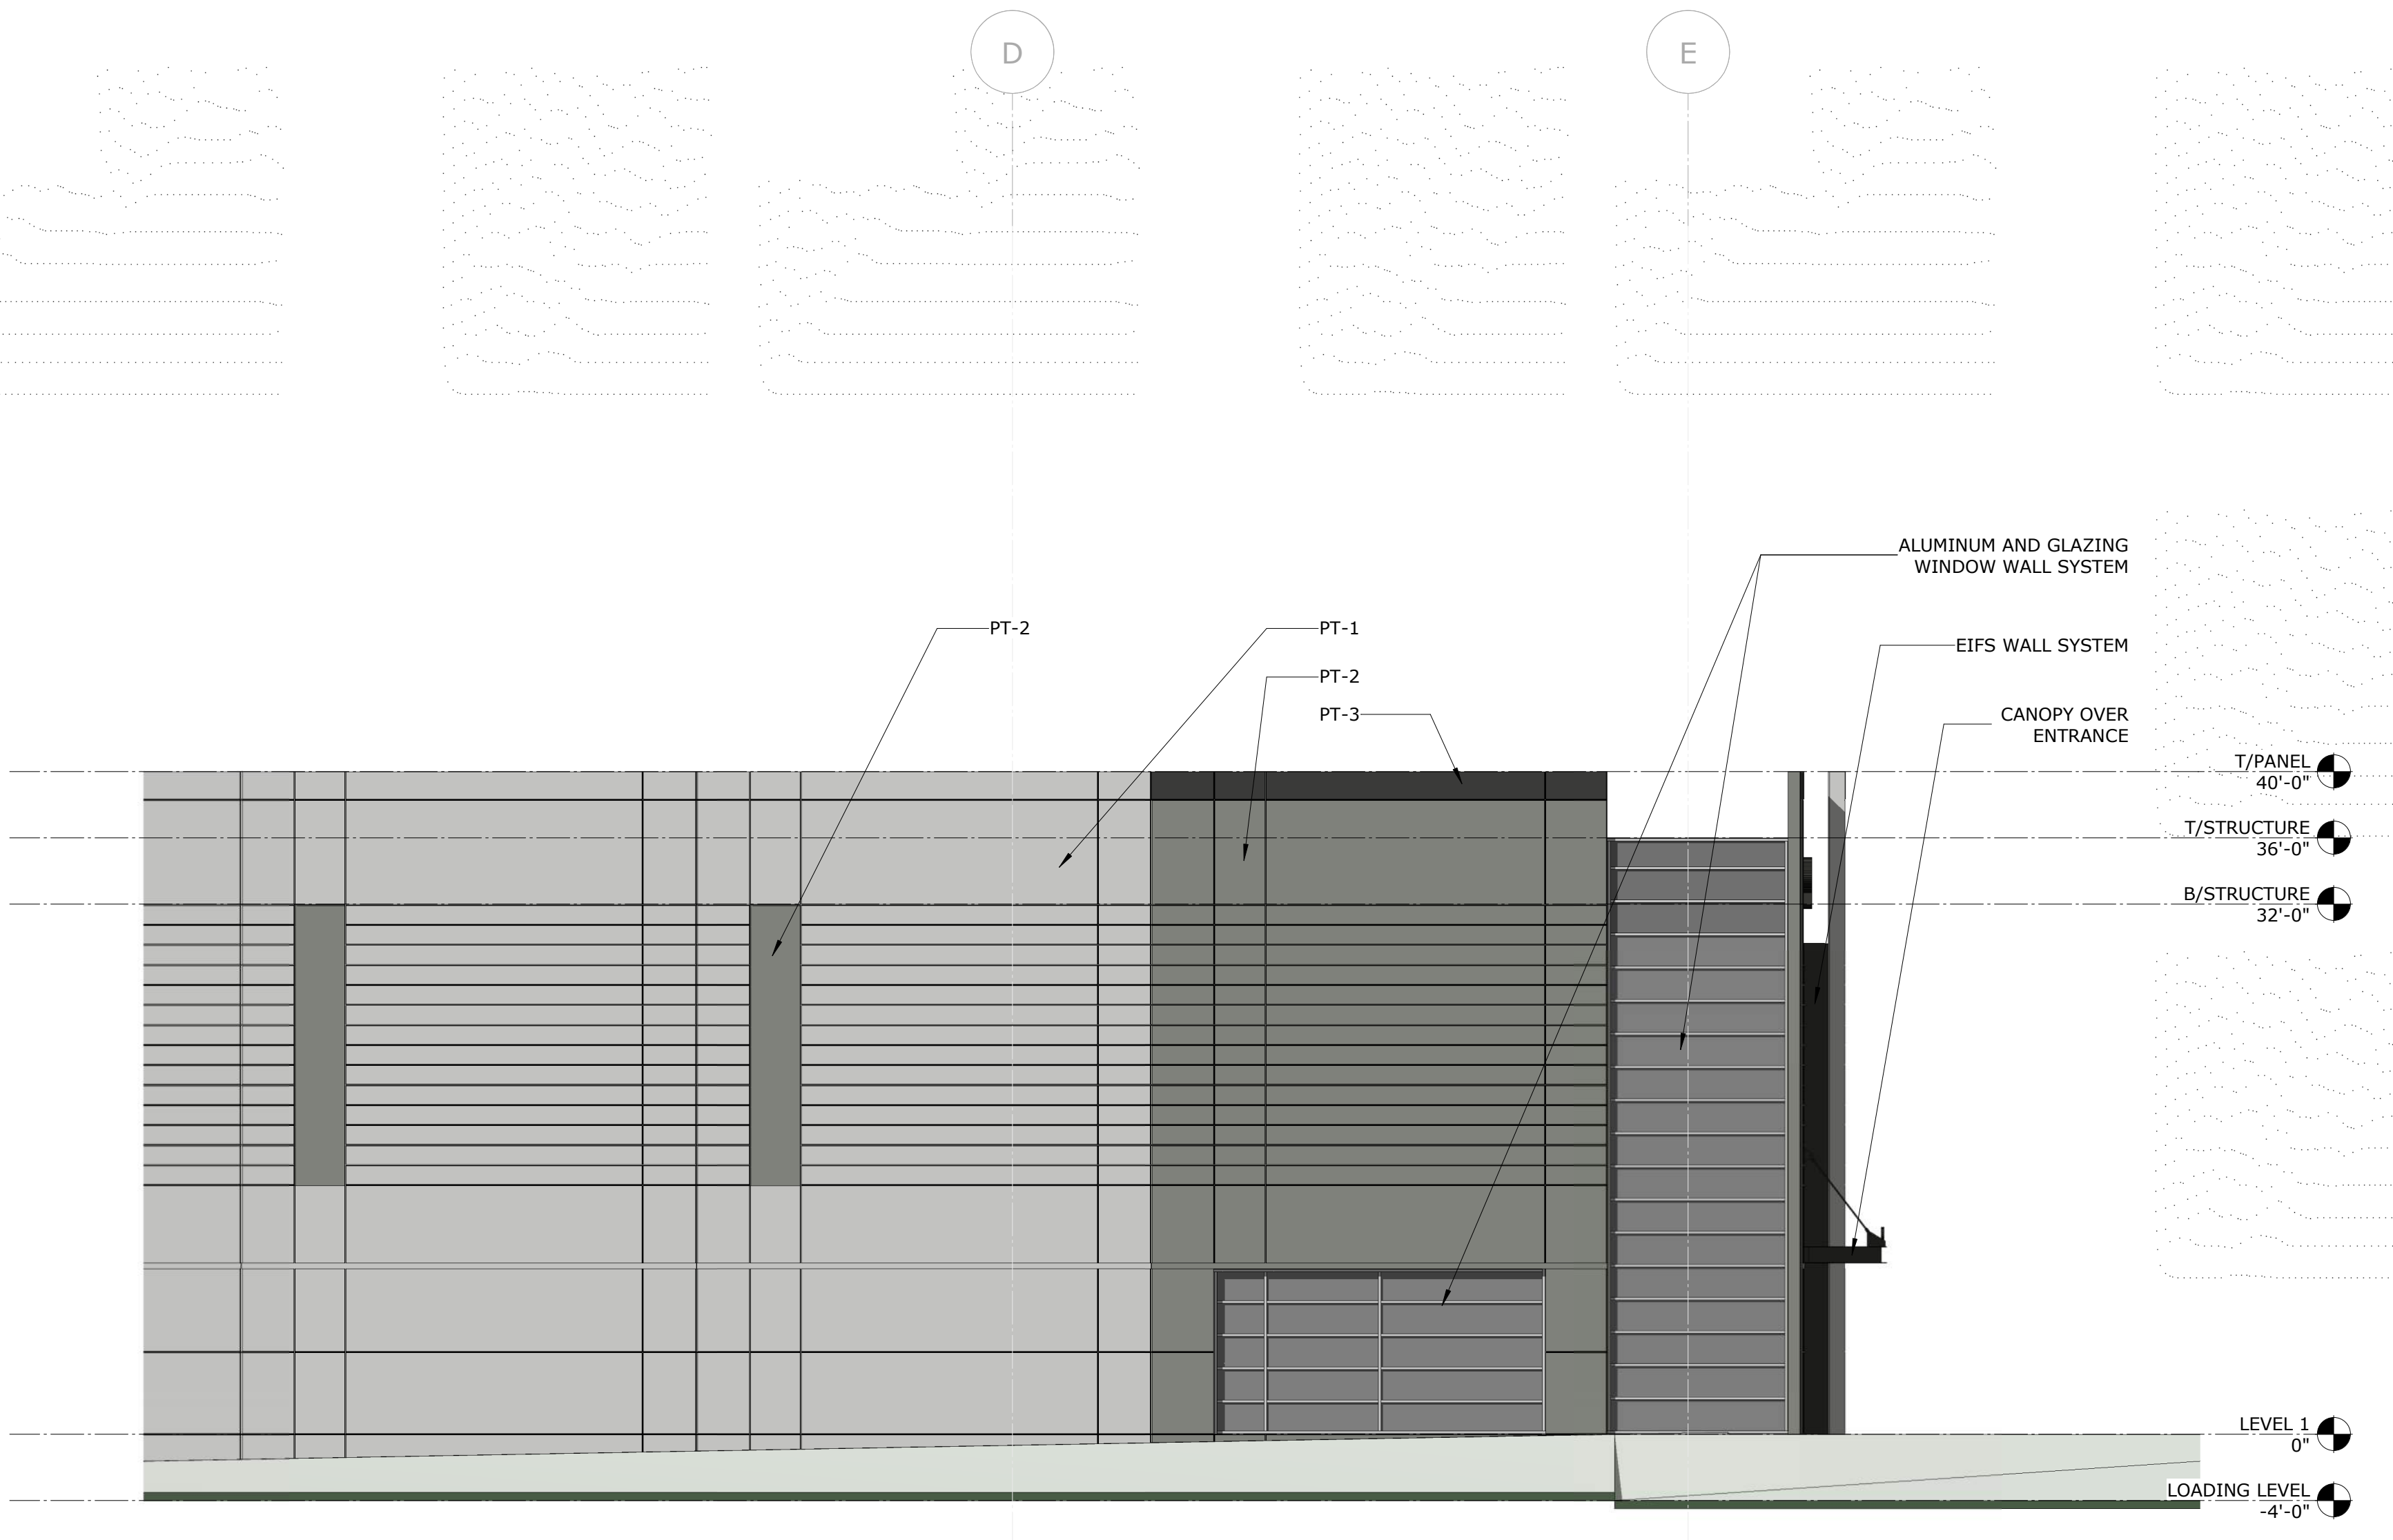 D
E
ALUMINUM AND GLAZING
WINDOW WALL SYSTEM
PT-2
PT-1
EIFS WALL SYSTEM
PT-2
PT-3
CANOPY OVER
ENTRANCE
T/PANEL
40'-0"
T/STRUCTURE
36'-0"
B/STRUCTURE
32'-0"
LEVEL 1
0"
LOADING LEVEL
-4'-0"